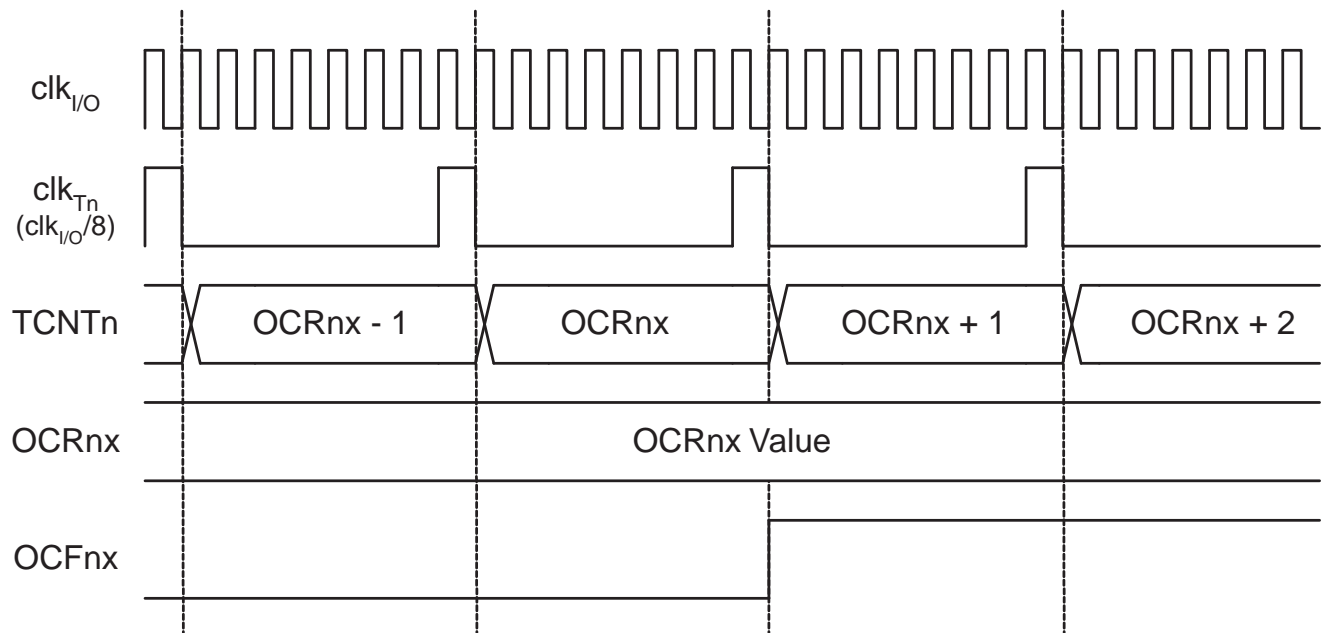 clkI/O
clkTn
(clkI/O/8)
TCNTn
OCRnx - 1
OCRnx
OCRnx + 1
OCRnx + 2
OCRnx
OCRnx Value
OCFnx